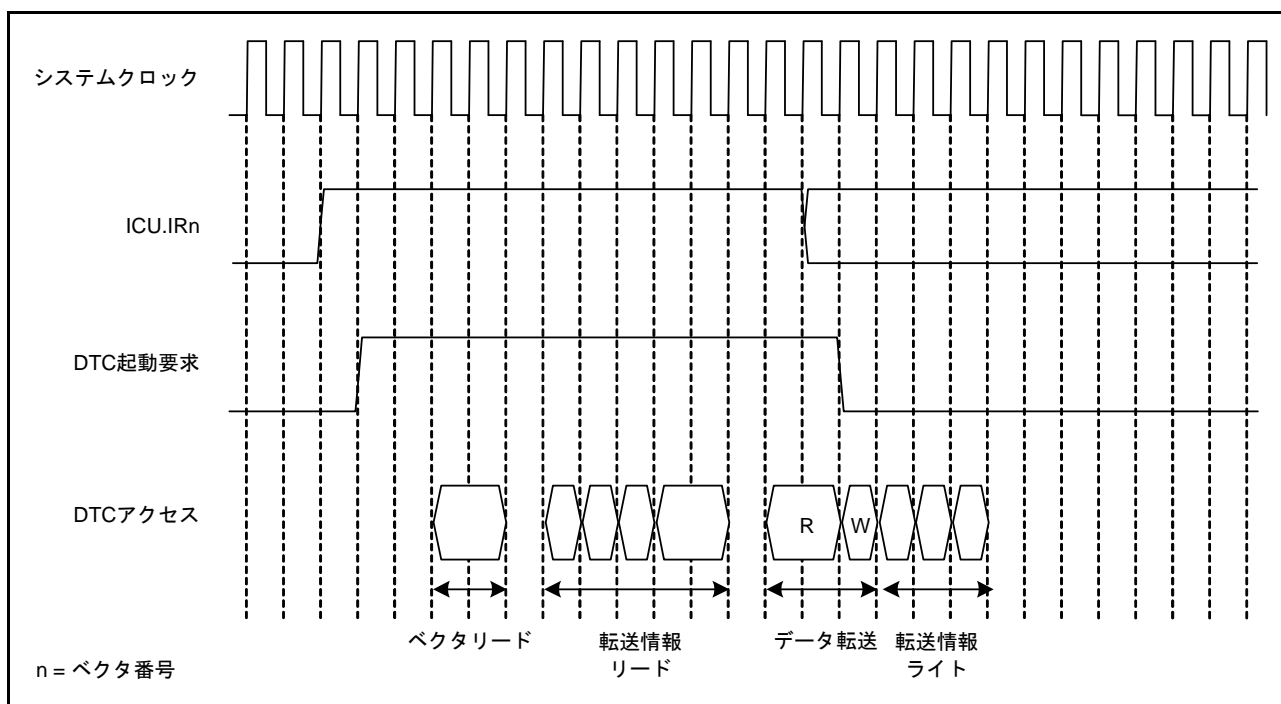 システムクロック
ICU.IRn
DTC起動要求
DTCアクセス
R
W
ベクタリード
転送情報
リード
データ転送
転送情報
ライト
n = ベクタ番号